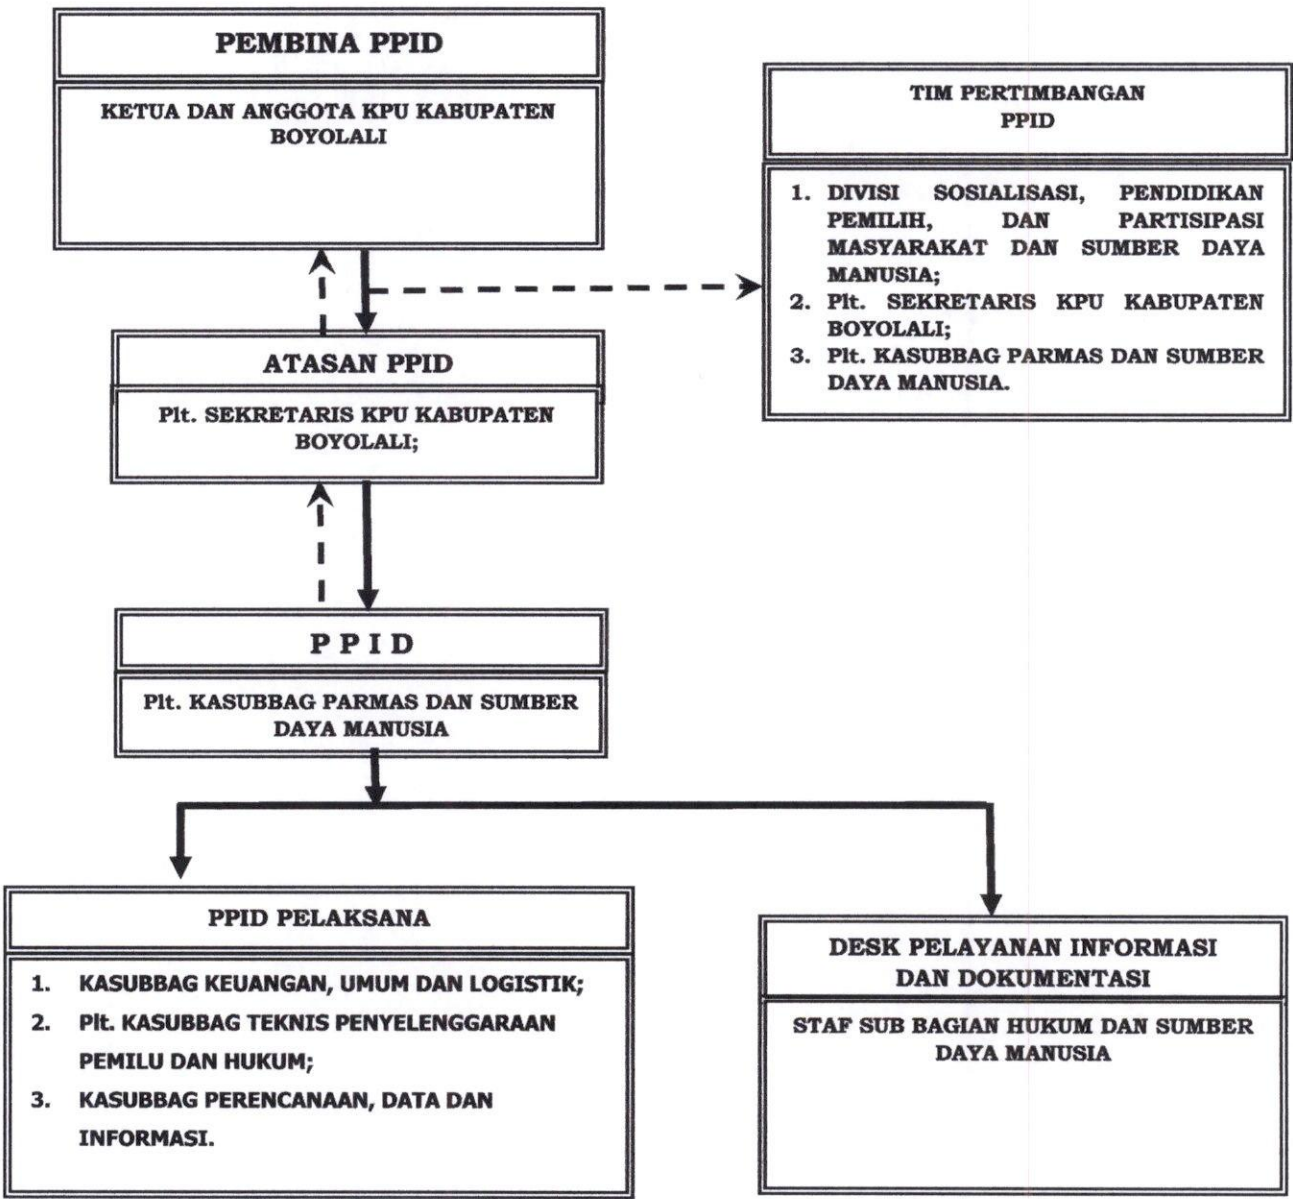 PEMBINA PPID
KETUA DAN ANGGOTA KPU KABUPATEN
BOYOLALI
TIM PERTIMBANGAN
PPID
1. DIVISI SOSIALISASI, PENDIDIKAN
PEMILIH, DAN PARTISIPASI
MASYARAKAT DAN SUMBER DAYA
MANUSIA;
2. Plt. SEKRETARIS KPU KABUPATEN
BOYOLALI;
3. Plt. KASUBBAG PARMAS DAN SUMBER
DAYA MANUSIA.
ATASAN PPID
Plt. SEKRETARIS KPU KABUPATEN
BOYOLALI;
P P I D
Plt. KASUBBAG PARMAS DAN SUMBER
DAYA MANUSIA
PPID PELAKSANA
1. KASUBBAG KEUANGAN, UMUM DAN LOGISTIK;
2. Plt. KASUBBAG TEKNIS PENYELENGGARAAN
PEMILU DAN HUKUM;
3. KASUBBAG PERENCANAAN, DATA DAN
INFORMASI.
DESK PELAYANAN INFORMASI
DAN DOKUMENTASI
STAF SUB BAGIAN HUKUM DAN SUMBER
DAYA MANUSIA